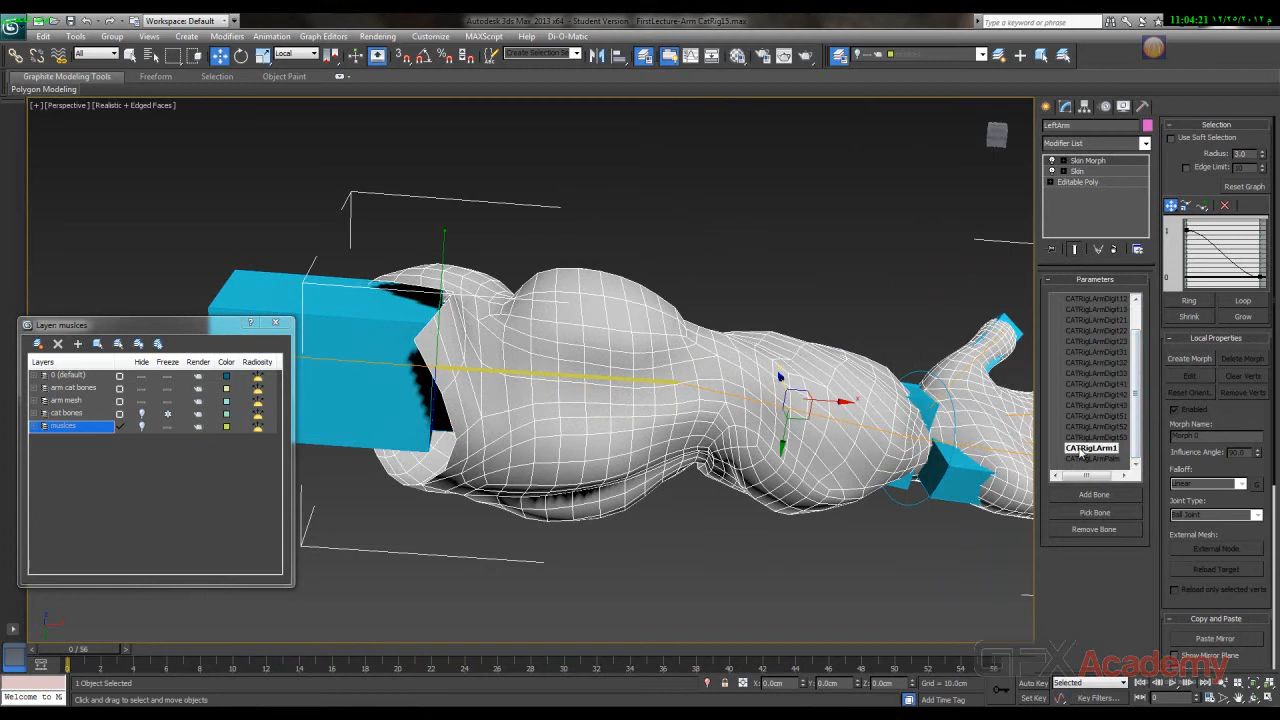 Workspace: Default
Autodesk 3ds Max 2013 x64 - Student Version - FirstLecture-Arm CatRig15.max
Type a keyword or phrase
11:04:21
Edit Tools Group Views Create Modifiers Animation Graph Editors Rendering Customize MAXScript Di-O-Matic
All
Local
Create Selection Se
Graphite Modeling Tools Freeform Selection Object Paint
Polygon Modeling
[+] [Perspective] [Realistic + Edged Faces]
Layer: muslces
Layers Hide Freeze Render Color Radiosity
0 (default)
arm cat bones
arm mesh
cat bones
muslces
LeftArm
Modifier List
Skin Morph
Skin
Editable Poly
Parameters
CATRigLArmDigit12
CATRigLArmDigit13
CATRigLArmDigit21
CATRigLArmDigit22
CATRigLArmDigit23
CATRigLArmDigit31
CATRigLArmDigit32
CATRigLArmDigit33
CATRigLArmDigit41
CATRigLArmDigit42
CATRigLArmDigit43
CATRigLArmDigit51
CATRigLArmDigit52
CATRigLArmDigit53
CATRigLArm1
CATRigLArmPalm
Add Bone
Pick Bone
Remove Bone
Selection
Use Soft Selection
Radius: 3.0
Edge Limit:
Reset Graph
1
0
Ring Loop
Shrink Grow
Local Properties
Create Morph Delete Morph
Edit Clear Verts
Reset Orient. Remove Verts
Enabled
Morph Name:
Morph 0
Influence Angle: 90.0
Falloff:
Linear G
Joint Type:
Ball Joint
External Mesh:
External Node
Reload Target
Reload only selected verts
Copy and Paste
Paste Mirror
Show Mirror Plane
0 / 56
0 2 4 6 8 10 12 14 16 18 20 22 24 26 28 30 32 34 36 38 40 42 44 46 48 50 52 54 56
GFXAcademy
1 Object Selected
X: 0.0cm Y: 0.0cm Z: 0.0cm Grid = 10.0cm
Auto Key Selected
Welcome to M
Click and drag to select and move objects
Add Time Tag
Set Key Key Filters... 0